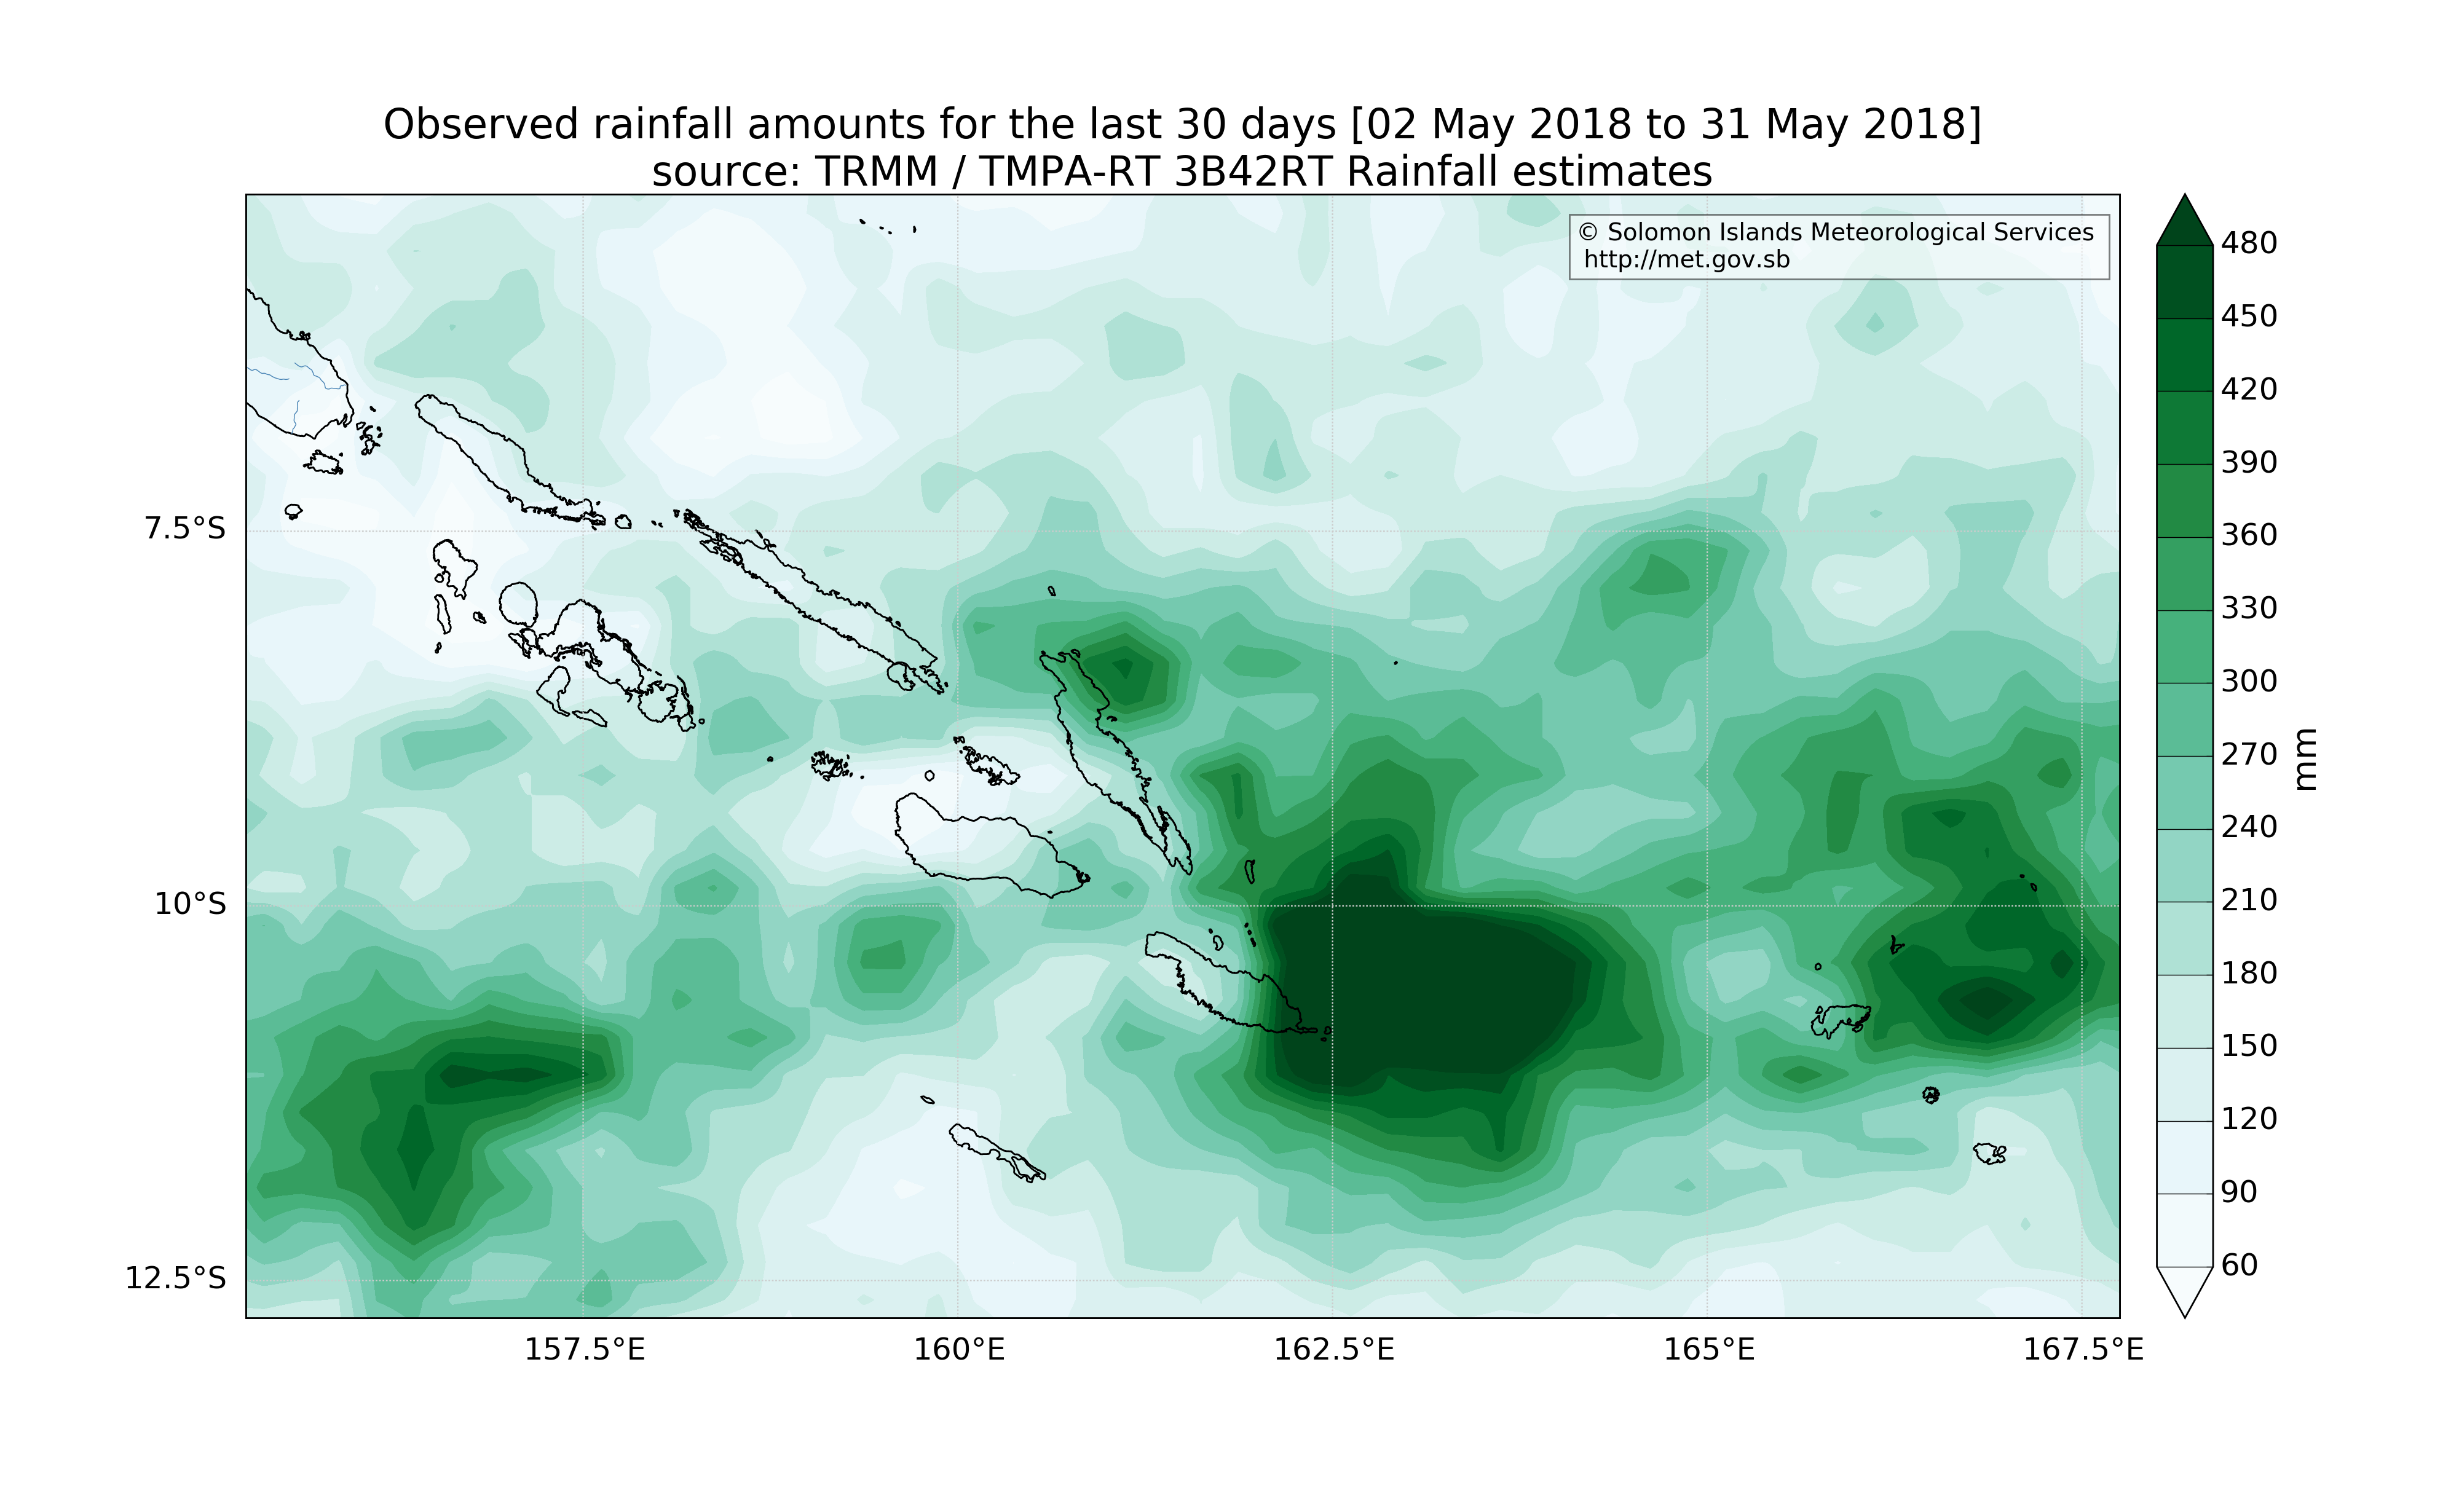 Observed rainfall amounts for the last 30 days [02 May 2018 to 31 May 2018]
source: TRMM / TMPA-RT 3B42RT Rainfall estimates
© Solomon Islands Meteorological Services
http://met.gov.sb
7.5°S
10°S
12.5°S
157.5°E
160°E
162.5°E
165°E
167.5°E
480
450
420
390
360
330
300
270
240
210
180
150
120
90
60
mm